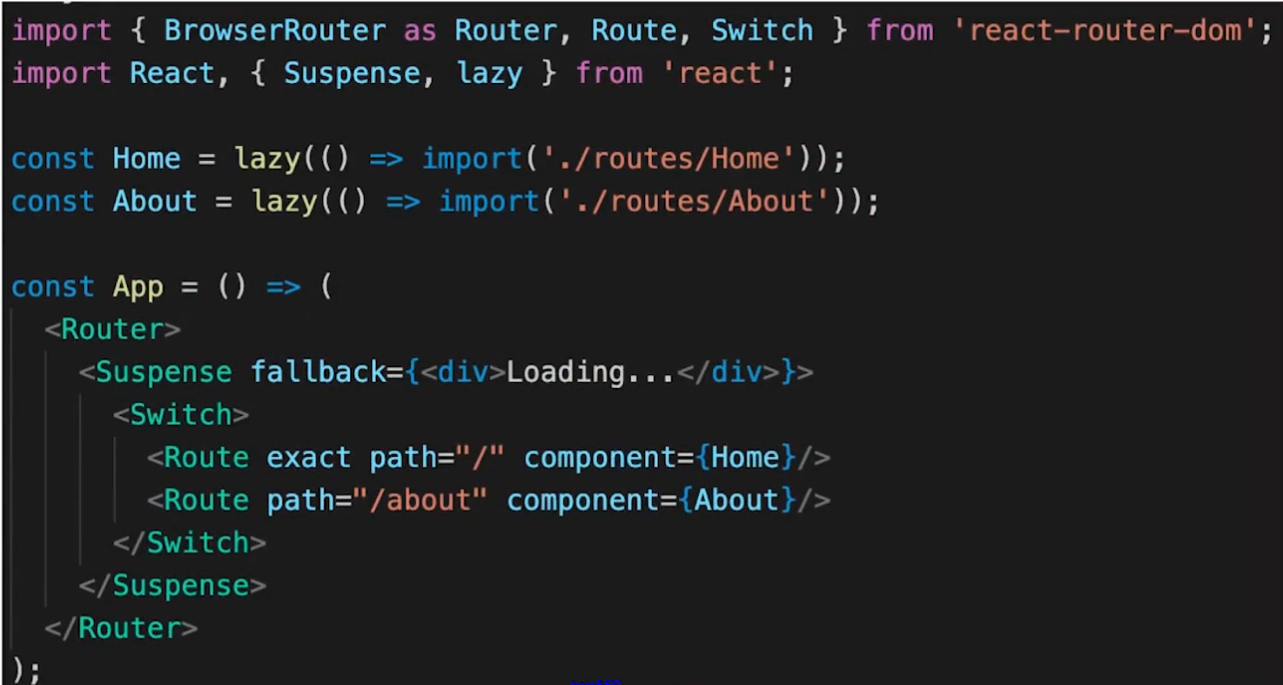 import { BrowserRouter as Router, Route, Switch } from 'react-router-dom';
import React, { Suspense, lazy } from 'react';
const Home = lazy(() => import('./routes/Home'));
const About = lazy(() => import('./routes/About'));
const App = () => (
<Router>
<Suspense fallback={<div>Loading...</div>}>
<Switch>
<Route exact path="/" component={Home}/>
<Route path="/about" component={About}/>
</Switch>
</Suspense>
</Router>
);